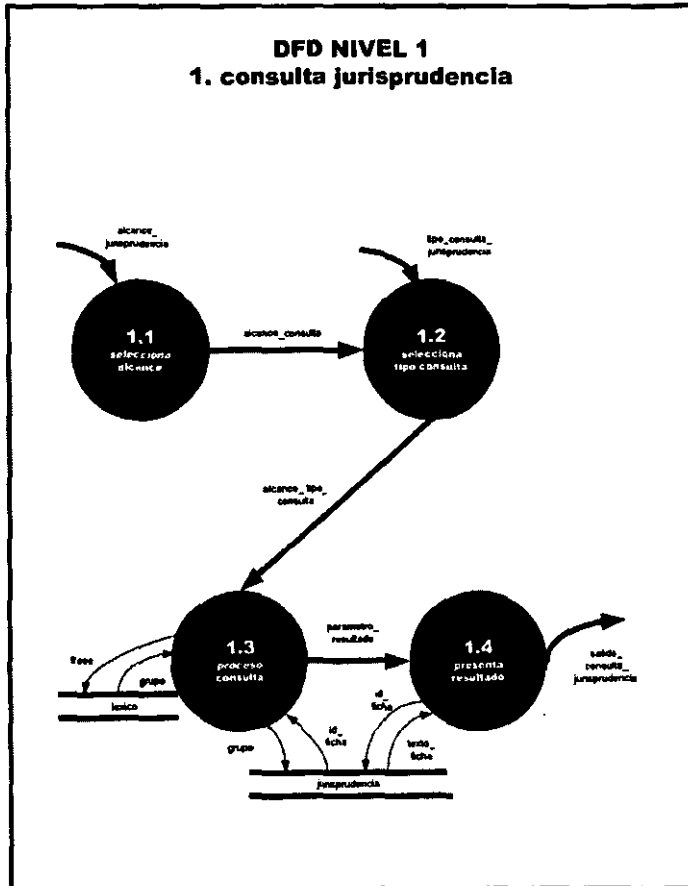 DFD NIVEL 1
1. consulta jurisprudencia
alcance_
jurisprudencia
tipo_consulta_
jurisprudencia
1.1
selecciona
alcance
alcance_consulta
1.2
selecciona
tipo consulta
alcance_tipo_
consulta
1.3
proceso
consulta
parametro_
resultado
1.4
presenta
resultado
salida_
consulta_
jurisprudencia
frase
grupo
lexico
grupo
id_
ficha
id_
ficha
texto_
ficha
jurisprudencia